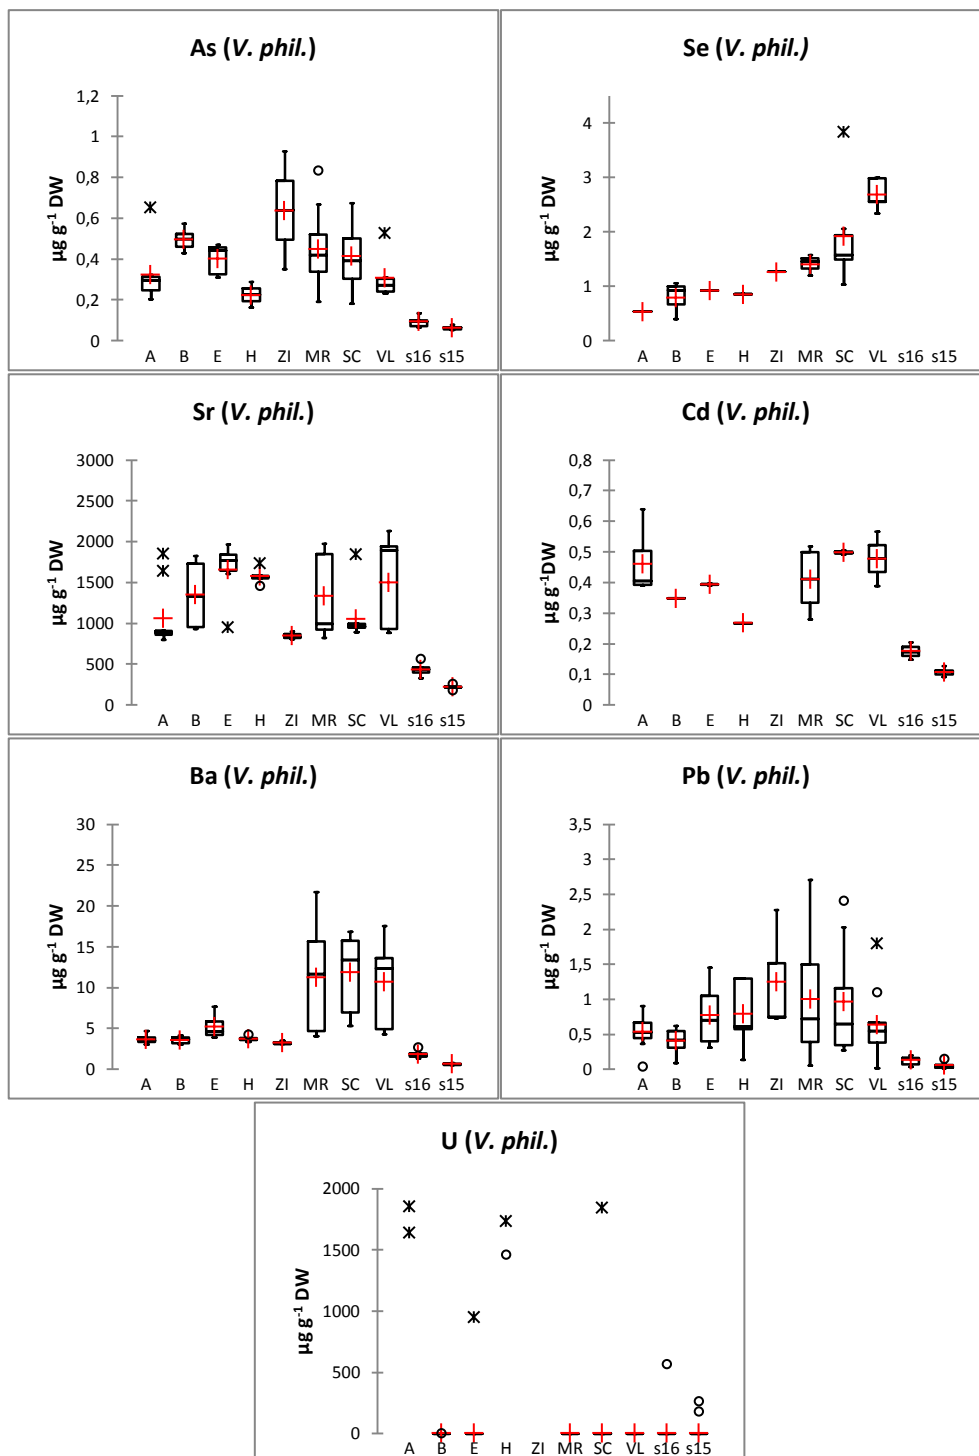 As (V. phil.)
1,2
1
0,8
0,6
0,4
0,2
0
µg g-1 DW
A B E H ZI MR SC VL s16 s15
Se (V. phil.)
4
3
2
1
0
µg g-1 DW
A B E H ZI MR SC VL s16 s15
Sr (V. phil.)
3000
2500
2000
1500
1000
500
0
µg g-1 DW
A B E H ZI MR SC VL s16 s15
Cd (V. phil.)
0,8
0,7
0,6
0,5
0,4
0,3
0,2
0,1
0
µg g-1DW
A B E H ZI MR SC VL s16 s15
Ba (V. phil.)
30
25
20
15
10
5
0
µg g-1 DW
A B E H ZI MR SC VL s16 s15
Pb (V. phil.)
3,5
3
2,5
2
1,5
1
0,5
0
µg g-1 DW
A B E H ZI MR SC VL s16 s15
U (V. phil.)
2000
1500
1000
500
0
µg g-1 DW
A B E H ZI MR SC VL s16 s15